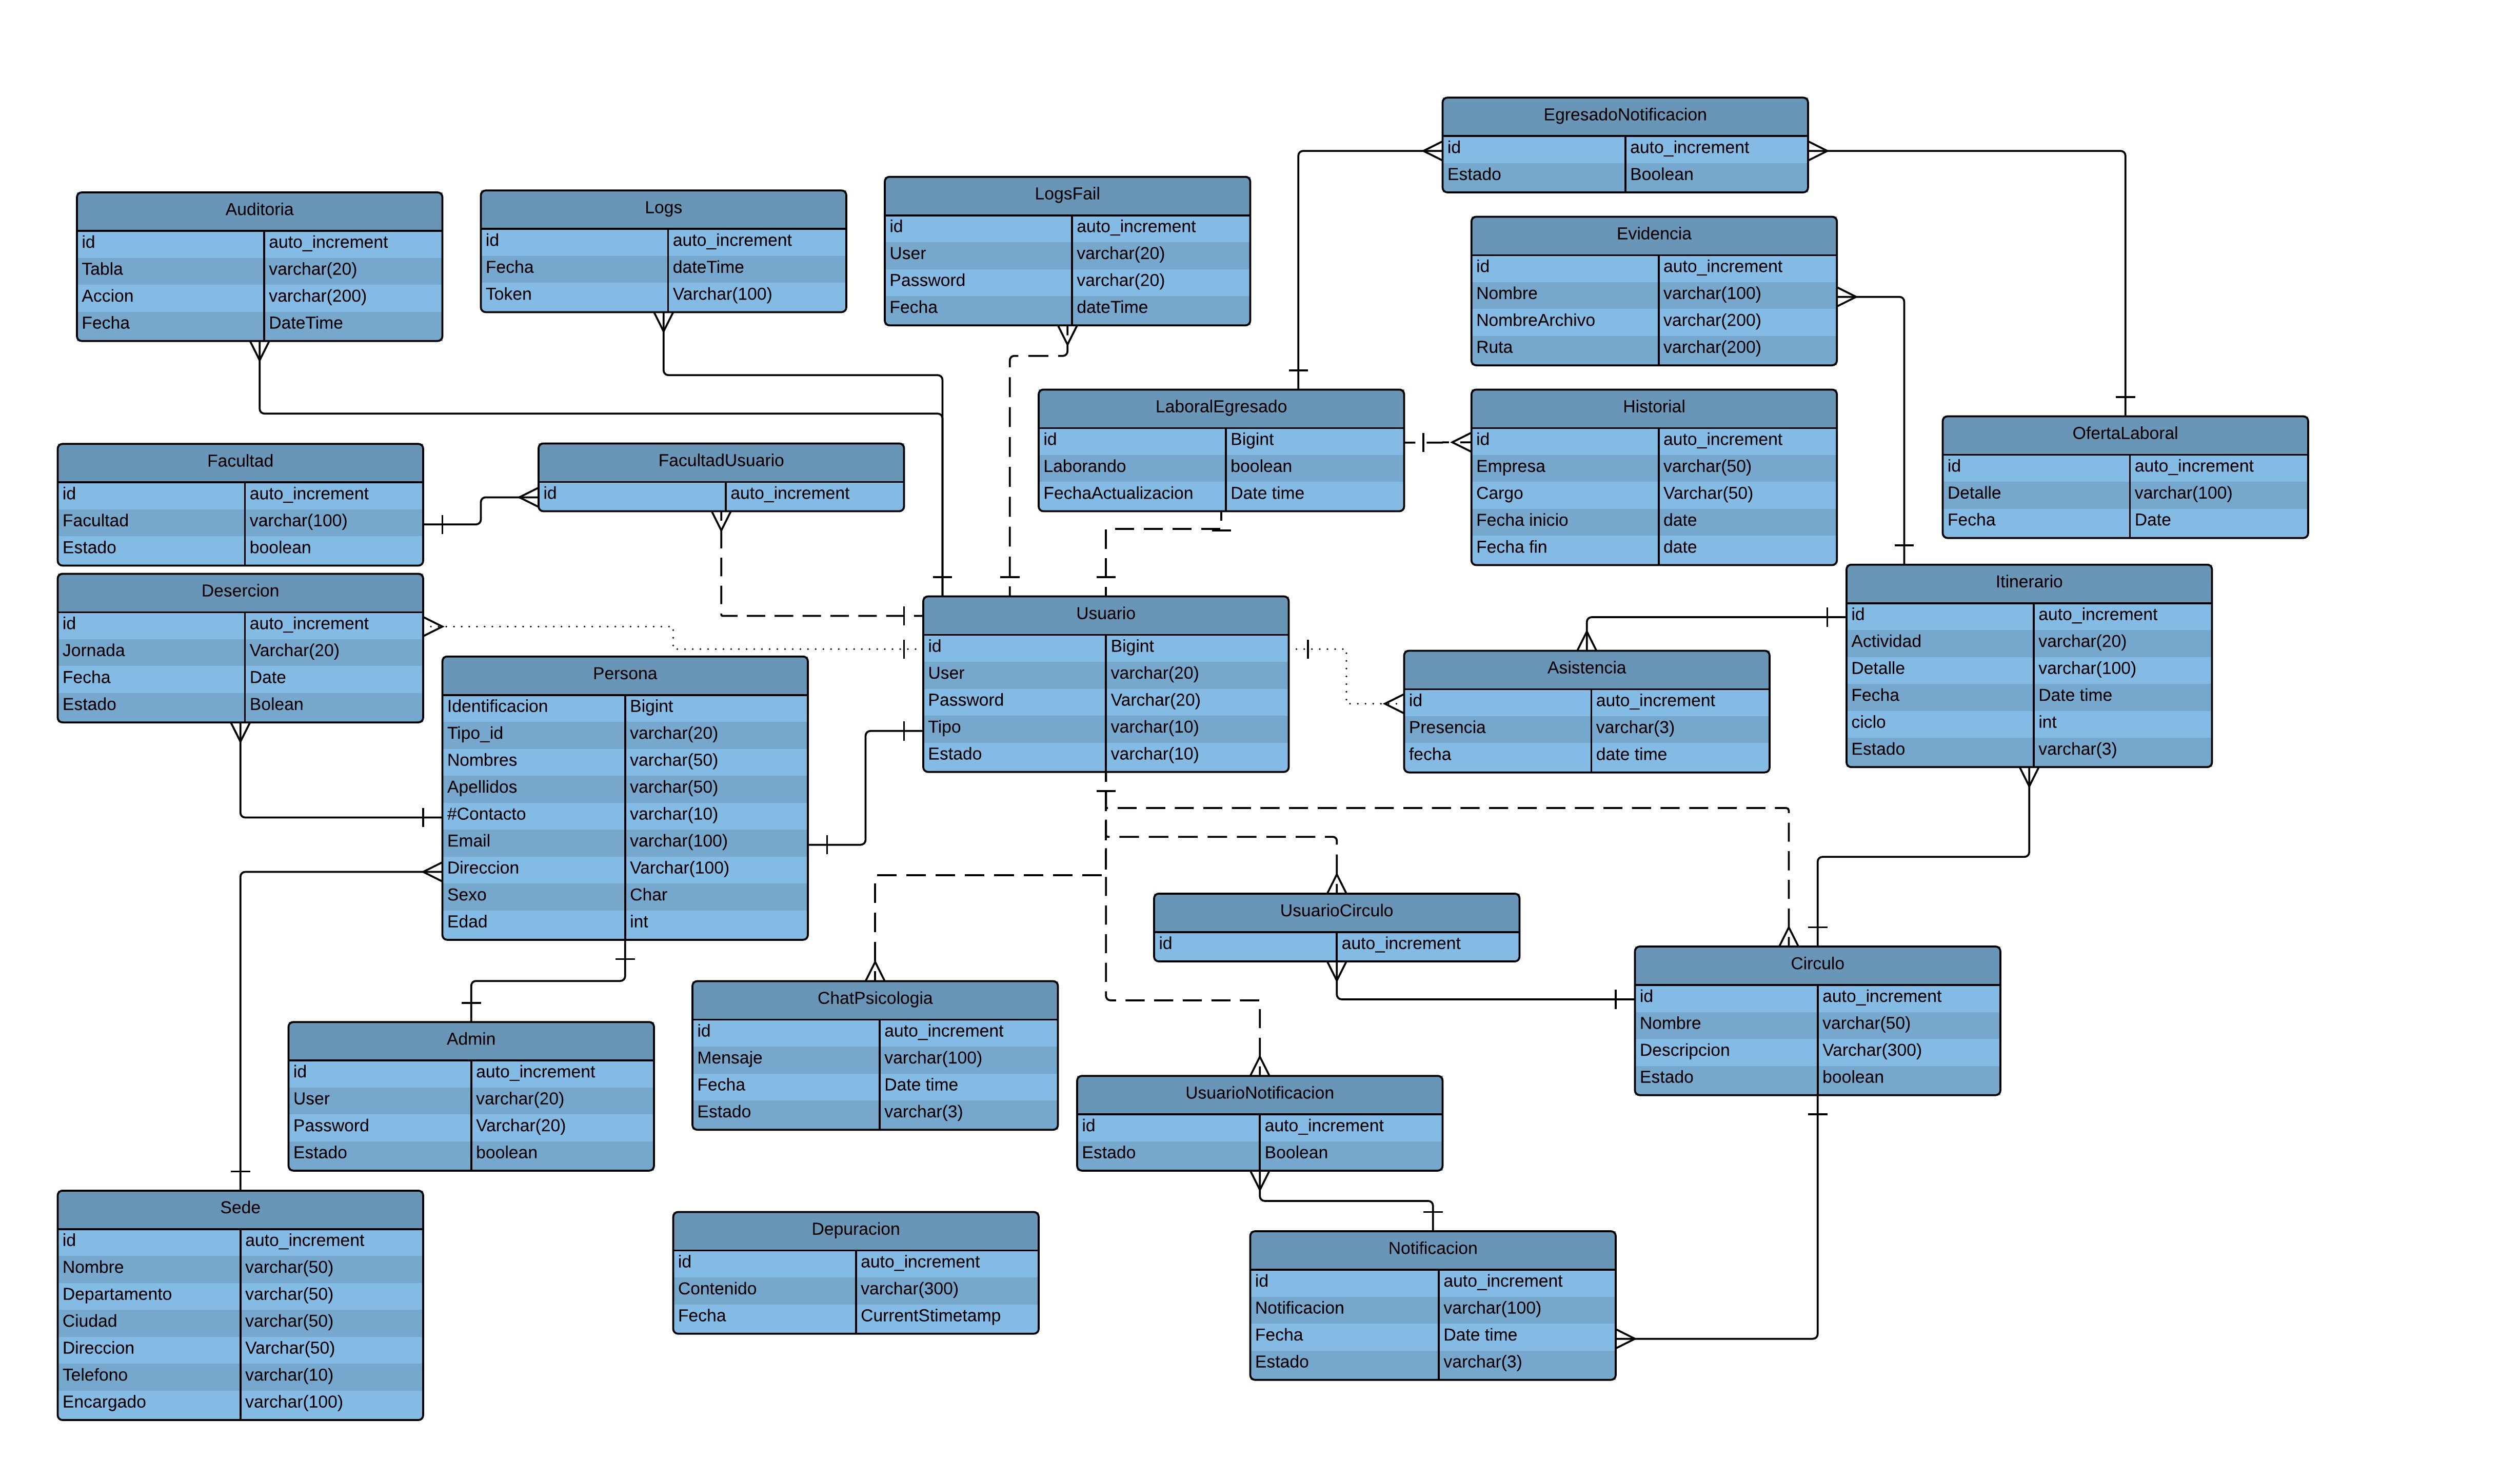 EgresadoNotificacion
id auto_increment
Estado Boolean
Auditoria
id auto_increment
Tabla varchar(20)
Accion varchar(200)
Fecha DateTime
Logs
id auto_increment
Fecha dateTime
Token Varchar(100)
LogsFail
id auto_increment
User varchar(20)
Password varchar(20)
Fecha dateTime
Evidencia
id auto_increment
Nombre varchar(100)
NombreArchivo varchar(200)
Ruta varchar(200)
LaboralEgresado
id Bigint
Laborando boolean
FechaActualizacion Date time
Historial
id auto_increment
Empresa varchar(50)
Cargo Varchar(50)
Fecha inicio date
Fecha fin date
OfertaLaboral
id auto_increment
Detalle varchar(100)
Fecha Date
Facultad
id auto_increment
Facultad varchar(100)
Estado boolean
FacultadUsuario
id auto_increment
Desercion
id auto_increment
Jornada Varchar(20)
Fecha Date
Estado Bolean
Persona
Identificacion Bigint
Tipo_id varchar(20)
Nombres varchar(50)
Apellidos varchar(50)
#Contacto varchar(10)
Email varchar(100)
Direccion Varchar(100)
Sexo Char
Edad int
Usuario
id Bigint
User varchar(20)
Password Varchar(20)
Tipo varchar(10)
Estado varchar(10)
Asistencia
id auto_increment
Presencia varchar(3)
fecha date time
Itinerario
id auto_increment
Actividad varchar(20)
Detalle varchar(100)
Fecha Date time
ciclo int
Estado varchar(3)
UsuarioCirculo
id auto_increment
Circulo
id auto_increment
Nombre varchar(50)
Descripcion Varchar(300)
Estado boolean
Admin
id auto_increment
User varchar(20)
Password Varchar(20)
Estado boolean
ChatPsicologia
id auto_increment
Mensaje varchar(100)
Fecha Date time
Estado varchar(3)
UsuarioNotificacion
id auto_increment
Estado Boolean
Sede
id auto_increment
Nombre varchar(50)
Departamento varchar(50)
Ciudad varchar(50)
Direccion Varchar(50)
Telefono varchar(10)
Encargado varchar(100)
Depuracion
id auto_increment
Contenido varchar(300)
Fecha CurrentStimetamp
Notificacion
id auto_increment
Notificacion varchar(100)
Fecha Date time
Estado varchar(3)